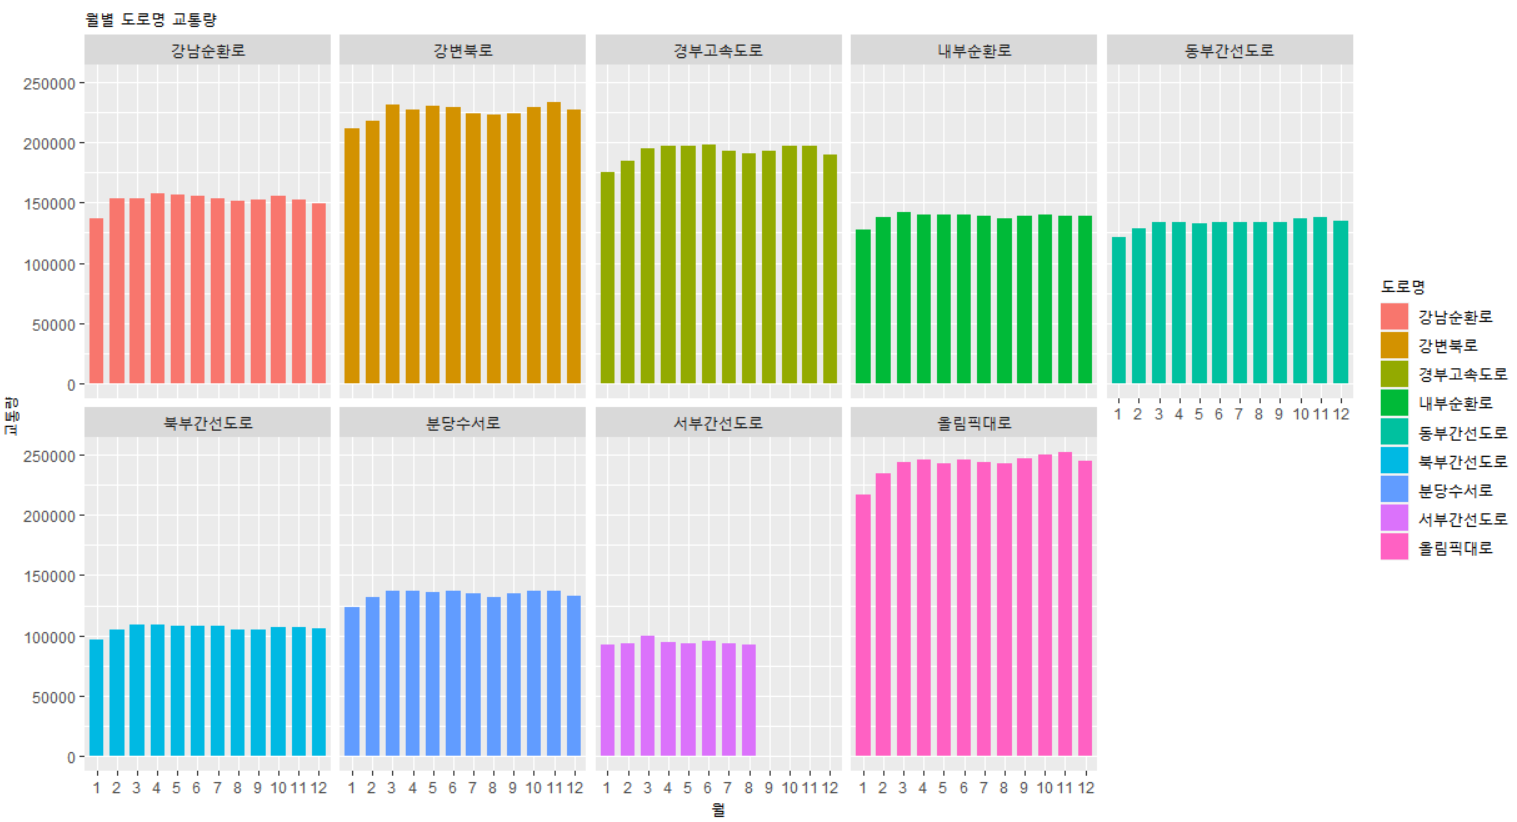 월별 도로명 교통량
강남순환로 강변북로 경부고속도로 내부순환로 동부간선도로
250000
200000
150000
100000
50000
0
1 2 3 4 5 6 7 8 9 10 11 12
교통량
북부간선도로 분당수서로 서부간선도로 올림픽대로
250000
200000
150000
100000
50000
0
1 2 3 4 5 6 7 8 9 10 11 12 1 2 3 4 5 6 7 8 9 10 11 12 1 2 3 4 5 6 7 8 9 10 11 12 1 2 3 4 5 6 7 8 9 10 11 12
월
도로명
강남순환로
강변북로
경부고속도로
내부순환로
동부간선도로
북부간선도로
분당수서로
서부간선도로
올림픽대로